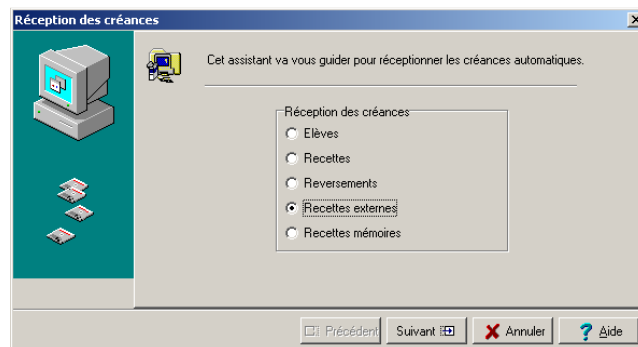 Réception des créances
Cet assistant va vous guider pour réceptionner les créances automatiques.
Réception des créances
Elèves
Recettes
Reversements
Recettes externes
Recettes mémoires
Précédent Suivant Annuler Aide